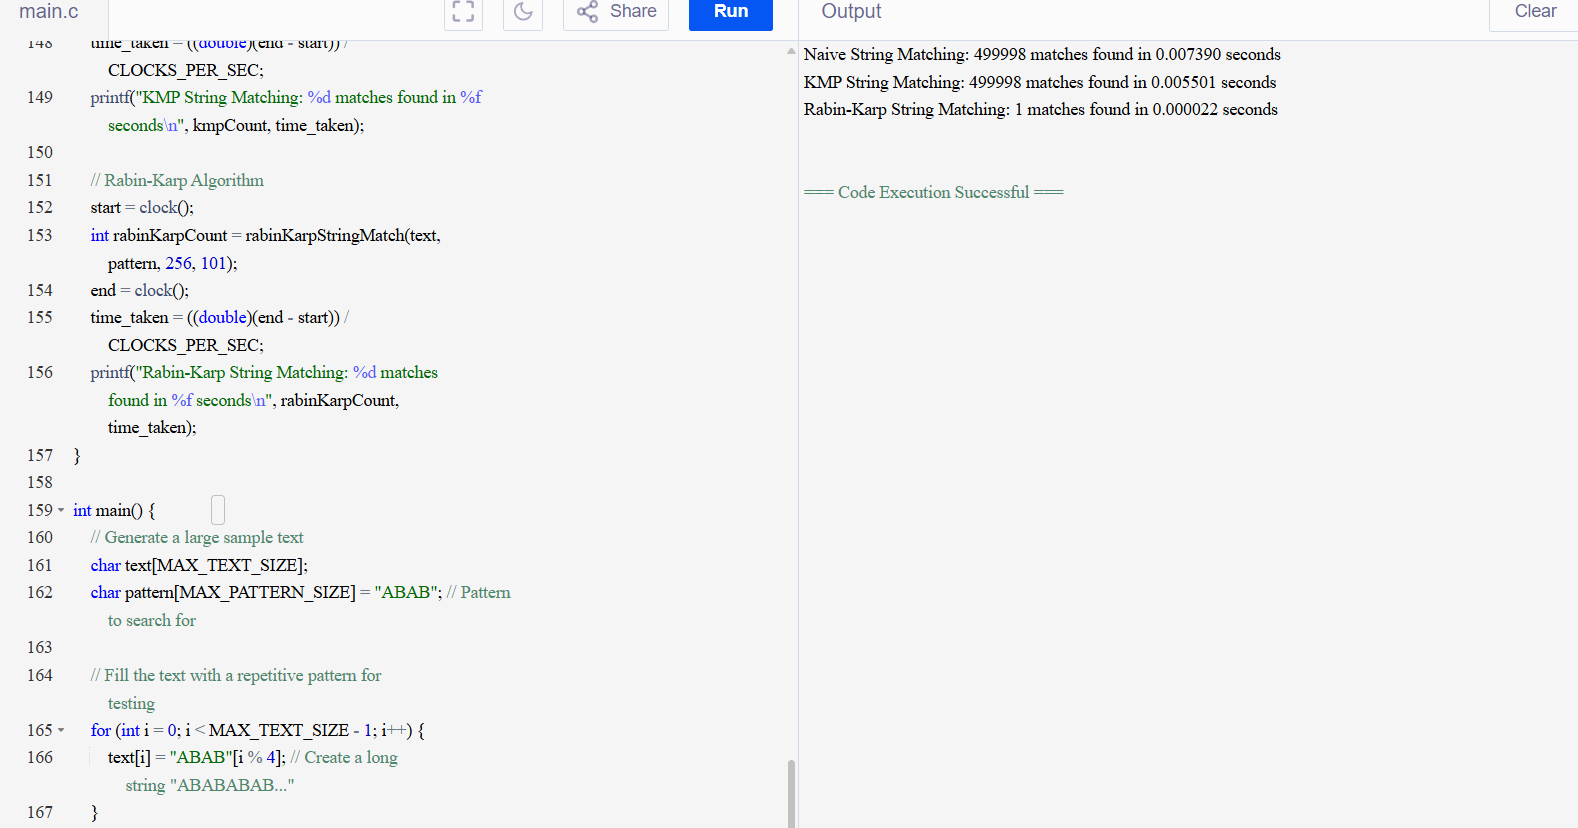 main.c
Share
Run
Output
Clear
148 time_taken = ((double)(end - start)) /
CLOCKS_PER_SEC;
149 printf("KMP String Matching: %d matches found in %f
seconds\n", kmpCount, time_taken);
150
151 // Rabin-Karp Algorithm
152 start = clock();
153 int rabinKarpCount = rabinKarpStringMatch(text,
pattern, 256, 101);
154 end = clock();
155 time_taken = ((double)(end - start)) /
CLOCKS_PER_SEC;
156 printf("Rabin-Karp String Matching: %d matches
found in %f seconds\n", rabinKarpCount,
time_taken);
157 }
158
159 int main() {
160 // Generate a large sample text
161 char text[MAX_TEXT_SIZE];
162 char pattern[MAX_PATTERN_SIZE] = "ABAB"; // Pattern
to search for
163
164 // Fill the text with a repetitive pattern for
testing
165 for (int i = 0; i < MAX_TEXT_SIZE - 1; i++) {
166 text[i] = "ABAB"[i % 4]; // Create a long
string "ABABABAB..."
167 }
Naive String Matching: 499998 matches found in 0.007390 seconds
KMP String Matching: 499998 matches found in 0.005501 seconds
Rabin-Karp String Matching: 1 matches found in 0.000022 seconds
=== Code Execution Successful ===